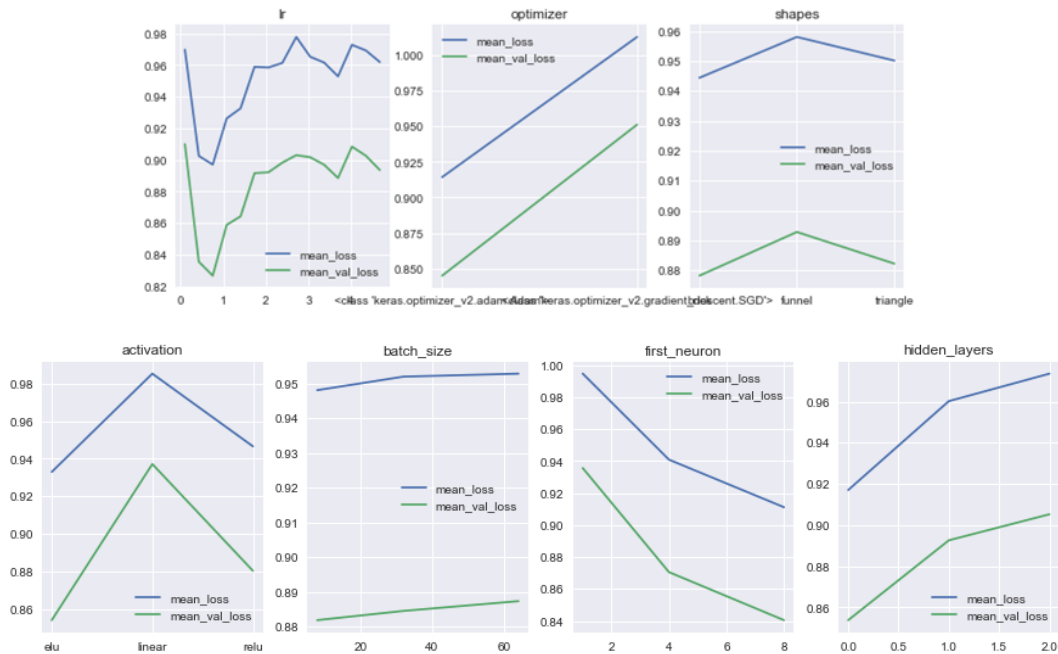 lr
0.98
0.96
0.94
0.92
0.90
0.88
0.86
0.84
0.82
0 1 2 3
mean_loss
mean_val_loss
optimizer
1.000
0.975
0.950
0.925
0.900
0.875
0.850
mean_loss
mean_val_loss
<class 'keras.optimizer_v2.adam
keras.optimizer_v2.gradient_descent.SGD'>
shapes
0.96
0.95
0.94
0.93
0.92
0.91
0.90
0.89
0.88
mean_loss
mean_val_loss
funnel triangle
activation
0.98
0.96
0.94
0.92
0.90
0.88
0.86
mean_loss
mean_val_loss
elu linear relu
batch_size
0.95
0.94
0.93
0.92
0.91
0.90
0.89
0.88
mean_loss
mean_val_loss
20 40 60
first_neuron
1.00
0.98
0.96
0.94
0.92
0.90
0.88
0.86
0.84
mean_loss
mean_val_loss
2 4 6 8
hidden_layers
0.96
0.94
0.92
0.90
0.88
0.86
mean_loss
mean_val_loss
0.0 0.5 1.0 1.5 2.0